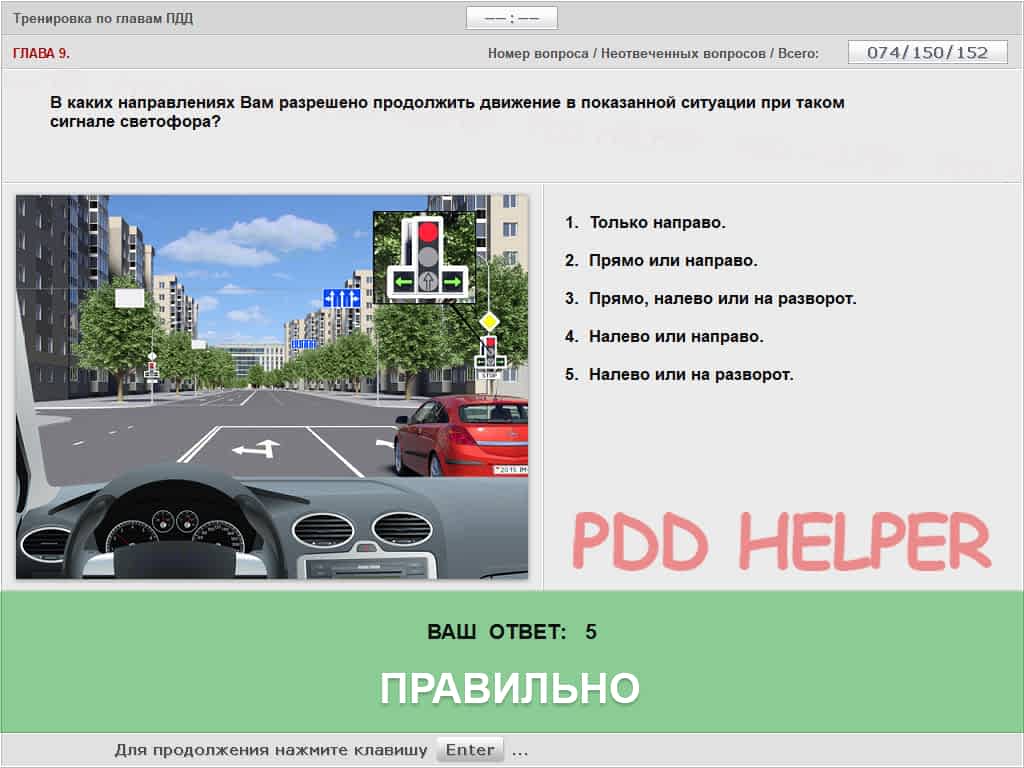 Тренировка по главам ПДД
−− : −−
ГЛАВА 9.
Номер вопроса / Неотвеченных вопросов / Всего: 074/150/152
В каких направлениях Вам разрешено продолжить движение в показанной ситуации при таком
сигнале светофора?
1. Только направо.
2. Прямо или направо.
3. Прямо, налево или на разворот.
4. Налево или направо.
5. Налево или на разворот.
STOP
PDD HELPER
ВАШ ОТВЕТ: 5
ПРАВИЛЬНО
Для продолжения нажмите клавишу Enter ...